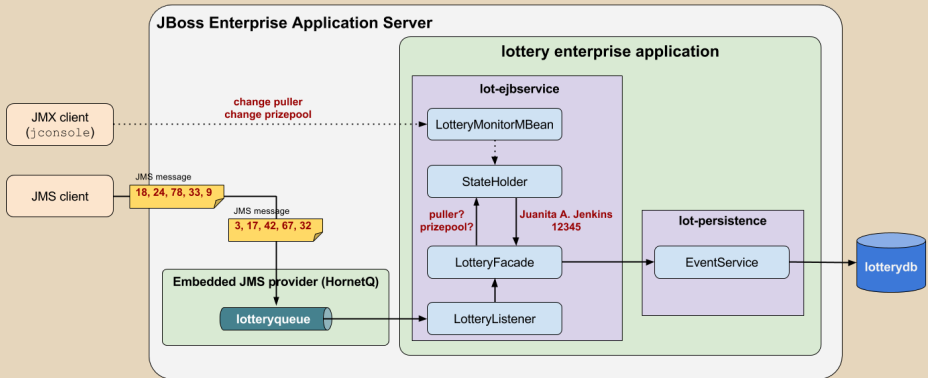 JBoss Enterprise Application Server
lottery enterprise application
lot-ejbservice
change puller
change prizepool
JMX client
(jconsole)
LotteryMonitorMBean
JMS message
18, 24, 78, 33, 9
JMS client
StateHolder
JMS message
3, 17, 42, 67, 32
puller?
prizepool?
Juanita A. Jenkins
12345
lot-persistence
LotteryFacade
EventService
lotterydb
Embedded JMS provider (HornetQ)
lotteryqueue
LotteryListener